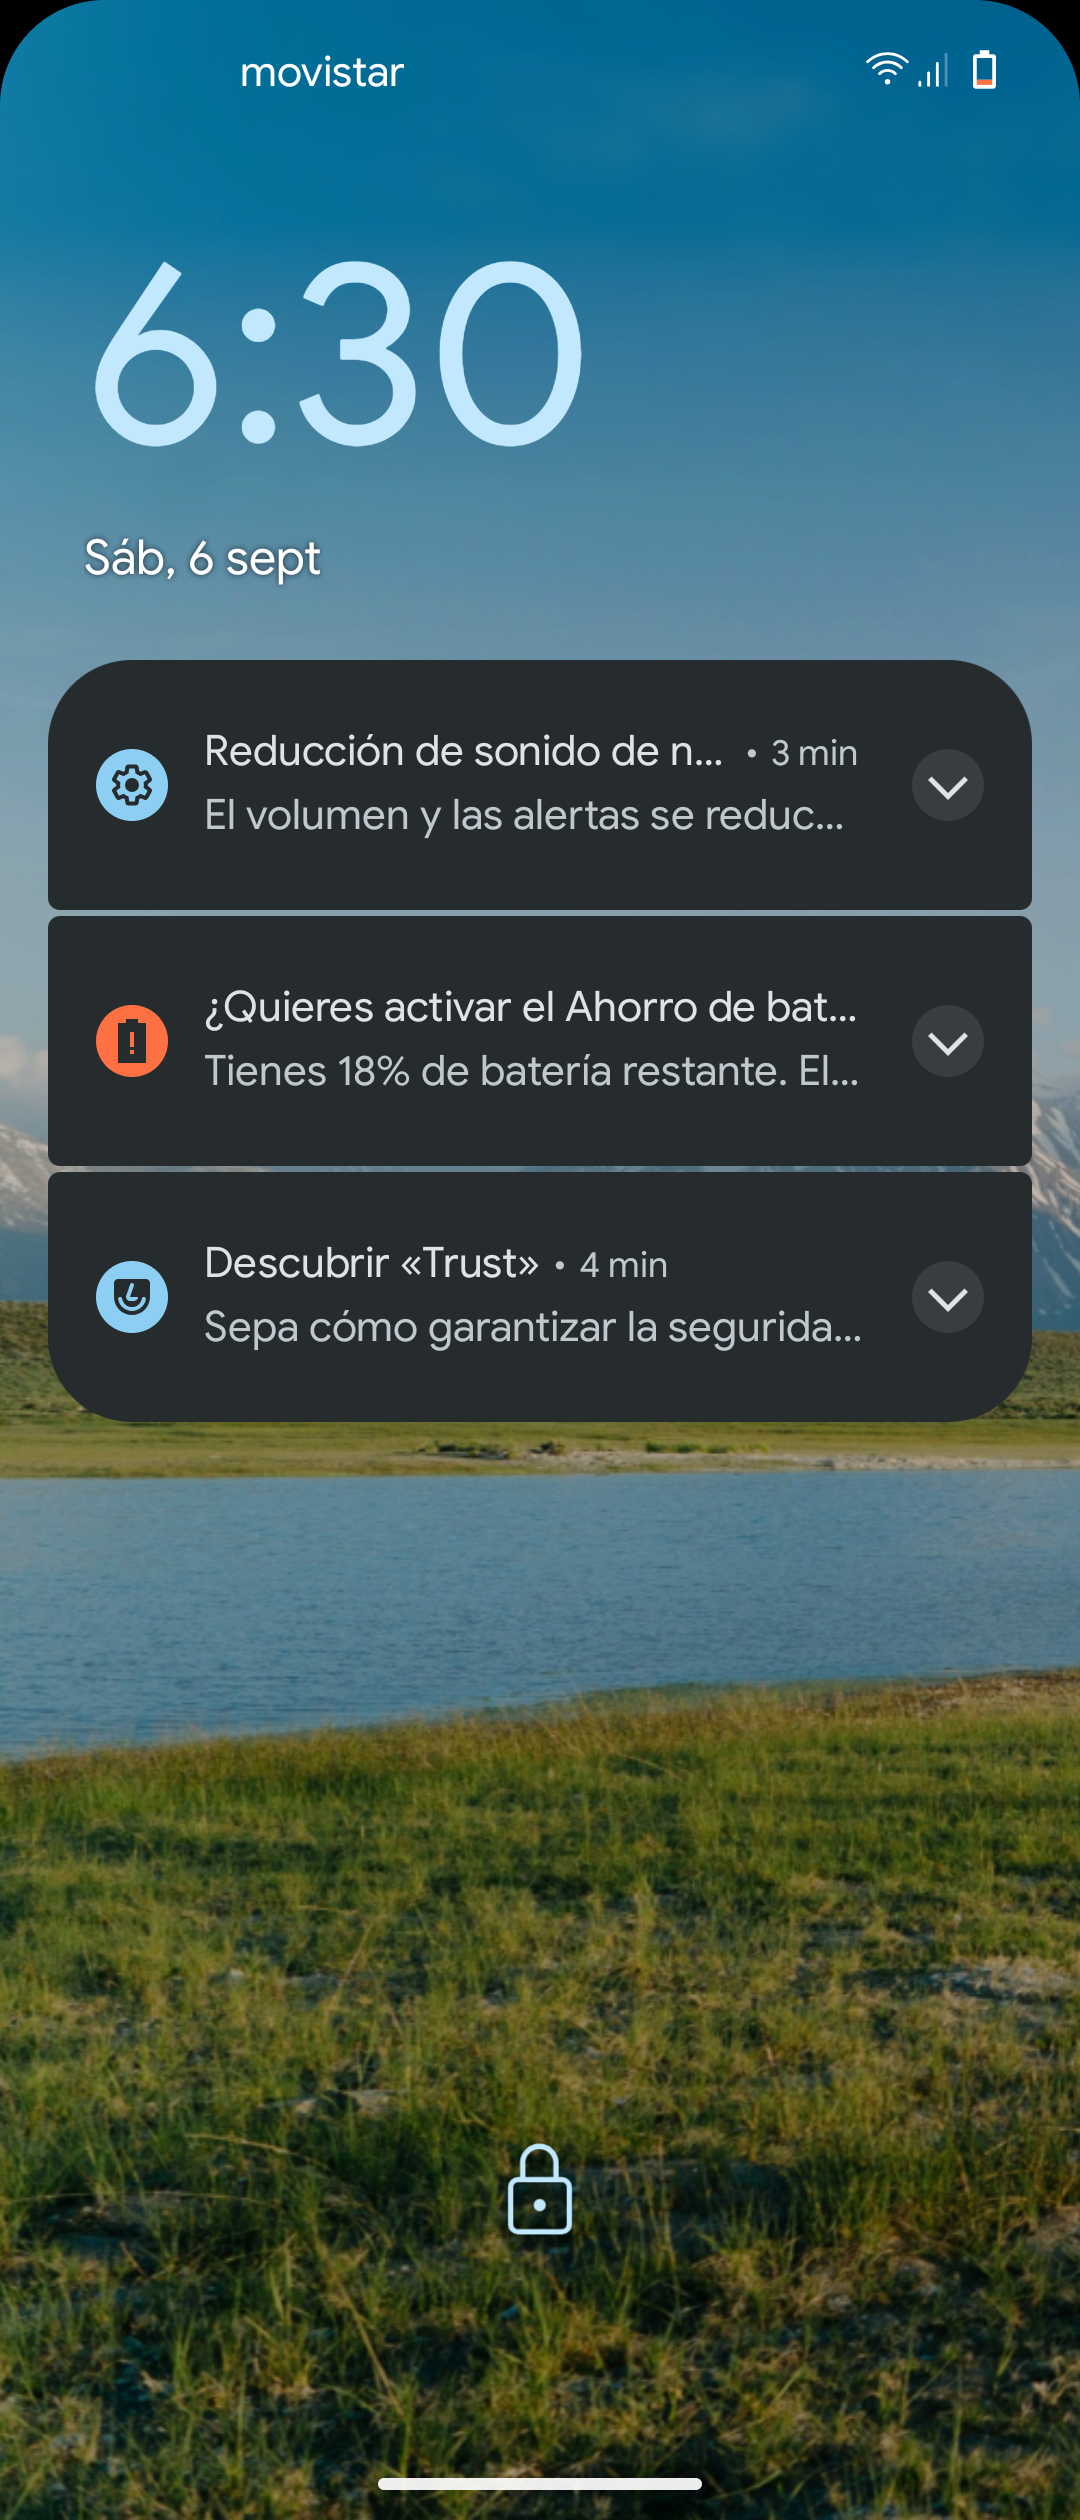 movistar
6:30
Sáb, 6 sept
Reducción de sonido de n... • 3 min
El volumen y las alertas se reduc...
¿Quieres activar el Ahorro de bat...
Tienes 18% de batería restante. El...
Descubrir «Trust» • 4 min
Sepa cómo garantizar la segurida...